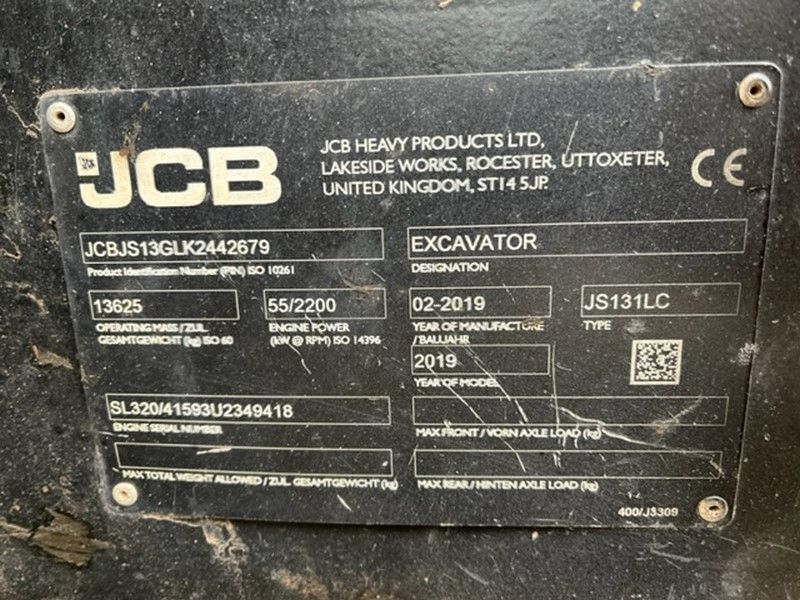 JCB
JCB HEAVY PRODUCTS LTD,
LAKESIDE WORKS, ROCESTER, UTTOXETER,
UNITED KINGDOM, ST14 5JP.
CE
JCBJS13GLK2442679
Product Identification Number (PIN) ISO 10261
EXCAVATOR
DESIGNATION
13625
OPERATING MASS / ZUL.
GESAMTGEWICHT (kg) ISO 60
55/2200
ENGINE POWER
(kW @ RPM) ISO 14396
02-2019
YEAR OF MANUFACTURE
/ BAUJAHR
JS131LC
TYPE
2019
YEAR OF MODEL
SL320/41593U2349418
ENGINE SERIAL NUMBER
MAX FRONT / VORN AXLE LOAD (kg)
MAX TOTAL WEIGHT ALLOWED / ZUL. GESAMTGEWICHT (kg)
MAX REAR / HINTEN AXLE LOAD (kg)
400/J3309